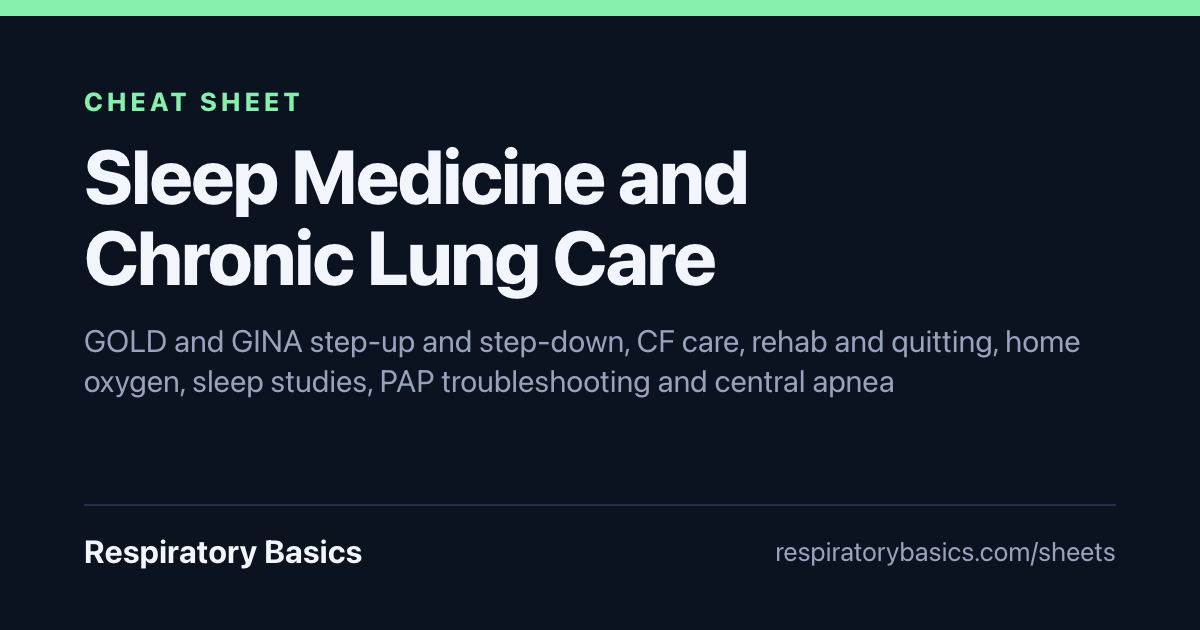 CHEAT SHEET
Sleep Medicine and
Chronic Lung Care
GOLD and GINA step-up and step-down, CF care, rehab and quitting, home
oxygen, sleep studies, PAP troubleshooting and central apnea
Respiratory Basics
respiratorybasics.com/sheets